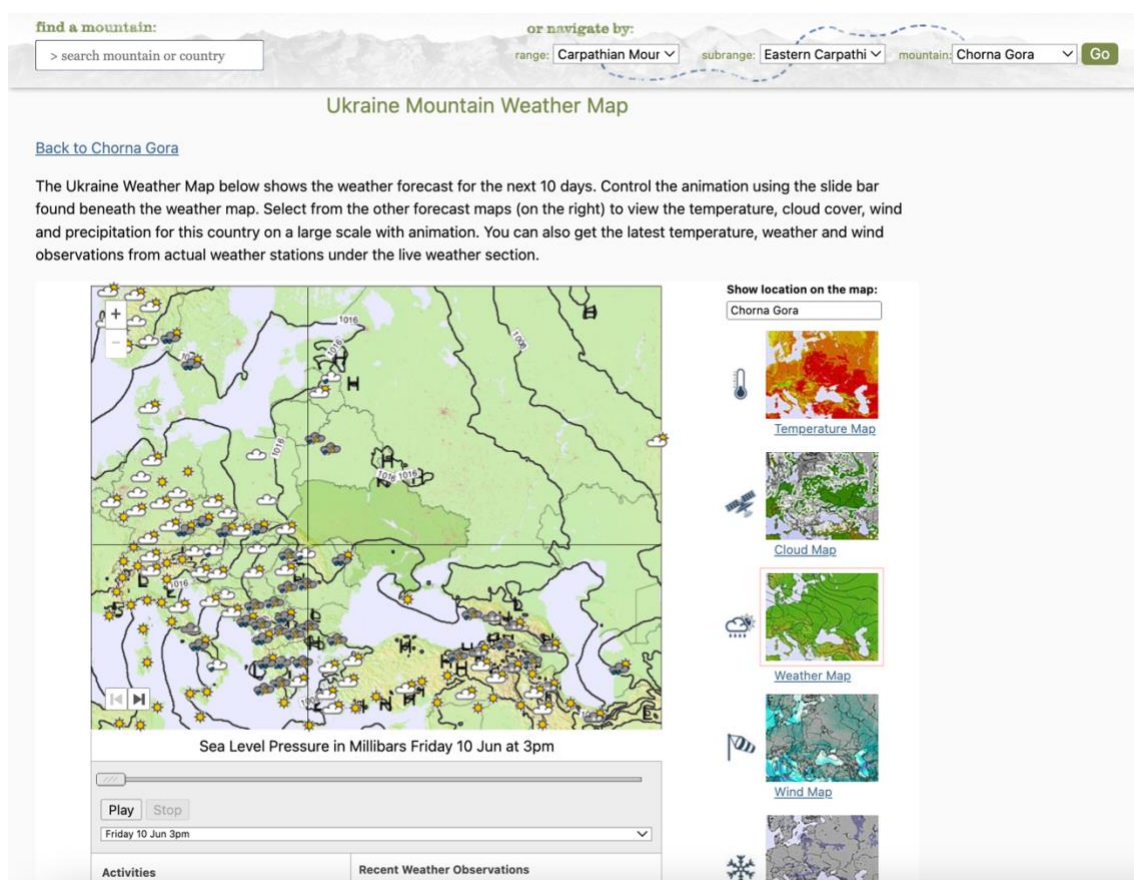 find a mountain:
or navigate by:
> search mountain or country
range: Carpathian Mour
subrange: Eastern Carpathi
mountain: Chorna Gora
Go
Ukraine Mountain Weather Map
Back to Chorna Gora
The Ukraine Weather Map below shows the weather forecast for the next 10 days. Control the animation using the slide bar
found beneath the weather map. Select from the other forecast maps (on the right) to view the temperature, cloud cover, wind
and precipitation for this country on a large scale with animation. You can also get the latest temperature, weather and wind
observations from actual weather stations under the live weather section.
Show location on the map:
Chorna Gora
+
−
1016
1016
1008
H
H
1016
1016 1016
H
1016
L
H
Temperature Map
Cloud Map
Weather Map
Wind Map
Sea Level Pressure in Millibars Friday 10 Jun at 3pm
Play
Stop
Friday 10 Jun 3pm
Activities
Recent Weather Observations